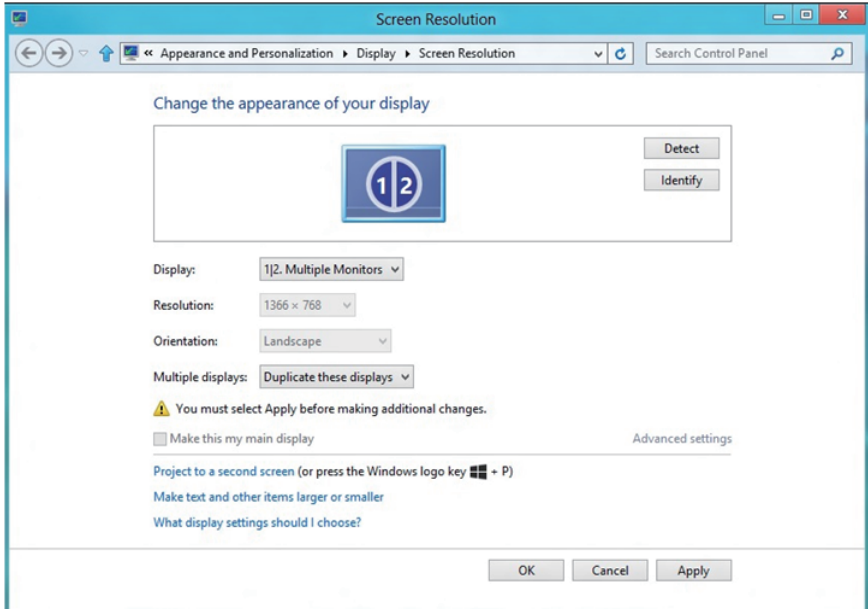 Screen Resolution
« Appearance and Personalization ▸ Display ▸ Screen Resolution
Search Control Panel
Change the appearance of your display
1|2
Detect
Identify
Display: 1|2. Multiple Monitors
Resolution: 1366 × 768
Orientation: Landscape
Multiple displays: Duplicate these displays
You must select Apply before making additional changes.
Make this my main display
Advanced settings
Project to a second screen (or press the Windows logo key + P)
Make text and other items larger or smaller
What display settings should I choose?
OK Cancel Apply